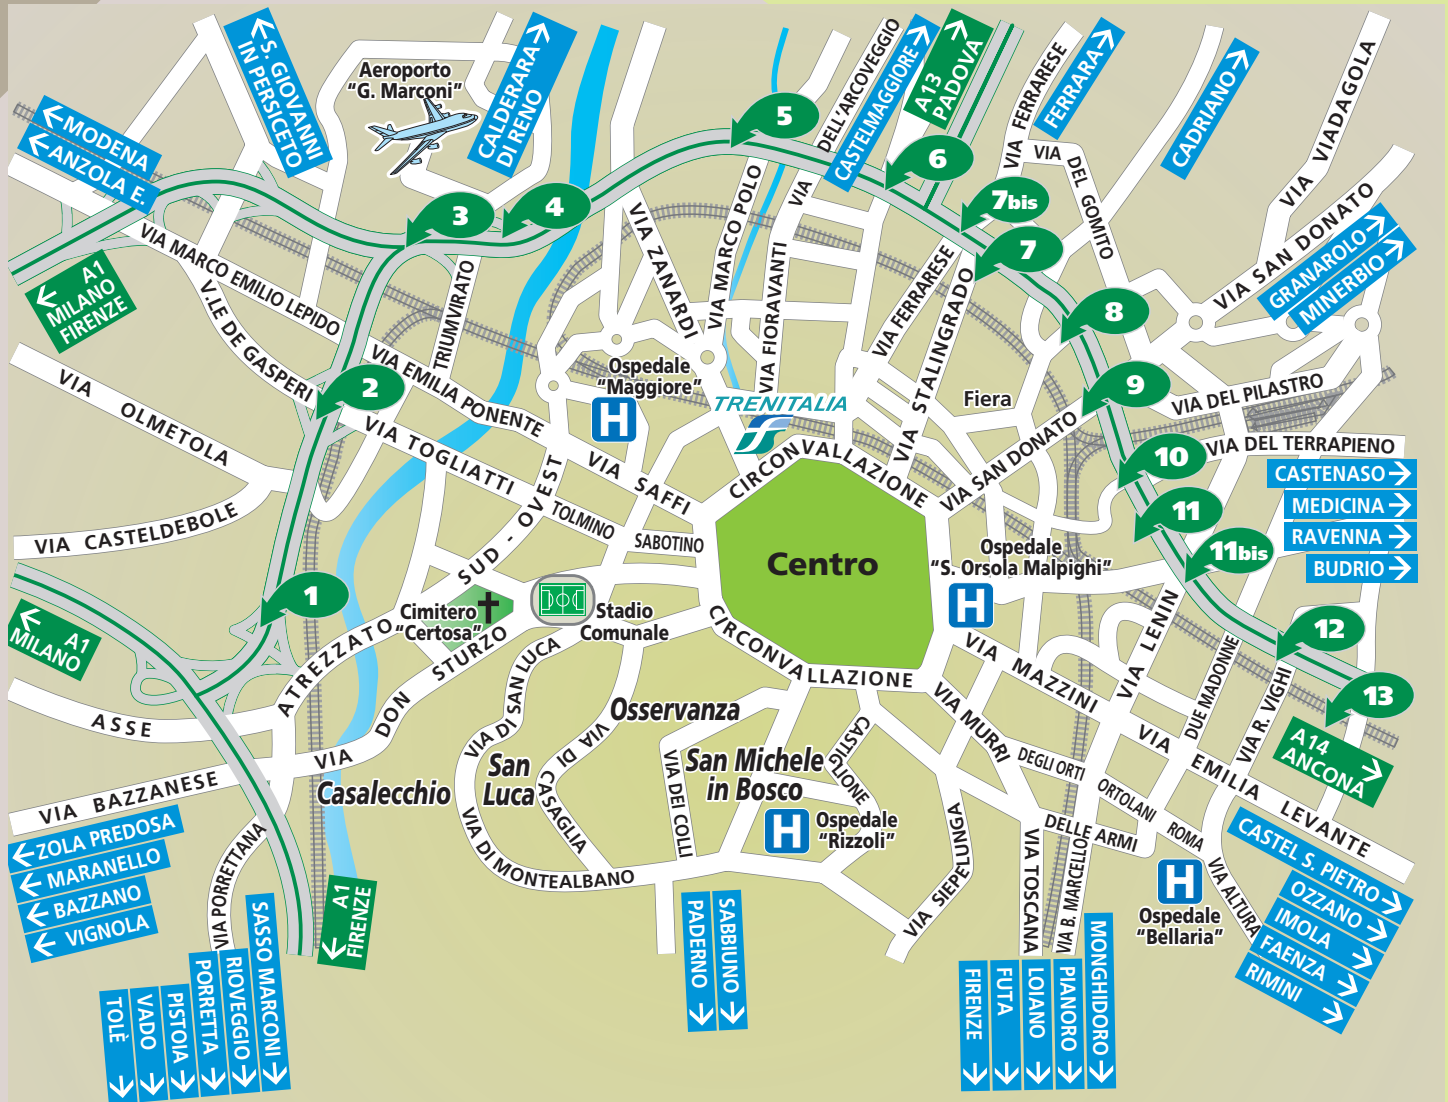 S. GIOVANNI
IN PERSICETO
Aeroporto
“G. Marconi”
CALDERARA
DI RENO
DELL'ARCOVEGGIO
VIA
CASTELMAGGIORE
A13
PADOVA
VIA FERRARESE
FERRARA
CADRIANO
VIA VIADAGOLA
MODENA
ANZOLA E.
5
6
7bis
7
VIA DEL GOMITO
VIA SAN DONATO
GRANAROLO
MINERBIO
3
4
A1
MILANO
FIRENZE
VIA MARCO EMILIO LEPIDO
V.LE DE GASPERI
TRIUMVIRATO
VIA ZANARDI
VIA MARCO POLO
VIA FIORAVANTI
VIA FERRARESE
VIA STALINGRADO
8
9
2
VIA EMILIA PONENTE
Ospedale
“Maggiore”
H
TRENITALIA
Fiera
VIA DEL PILASTRO
VIA OLMETOLA
VIA TOGLIATTI
VIA SAFFI
CIRCONVALLAZIONE
VIA SAN DONATO
10
VIA DEL TERRAPIENO
CASTENASO
MEDICINA
RAVENNA
BUDRIO
11
11bis
VIA CASTELDEBOLE
TOLMINO
SABOTINO
Centro
Ospedale
“S. Orsola Malpighi”
H
1
A1
MILANO
ASSE ATREZZATO SUD - OVEST
Cimitero
“Certosa”
Stadio
Comunale
12
13
A14
ANCONA
CIRCONVALLAZIONE
VIA MAZZINI
VIA LENIN
DUE MADONNE
VIA R. VIGHI
VIA DON STURZO
VIA DI SAN LUCA
VIA DI CASAGLIA
Osservanza
VIA MURRI
VIA EMILIA LEVANTE
VIA BAZZANESE
Casalecchio
San
Luca
VIA DEI COLLI
San Michele
in Bosco
CASTIGLIONE
H
Ospedale
“Rizzoli”
DEGLI ORTI
ORTOLANI
ROMA
DELLE ARMI
VIA DI MONTEALBANO
VIA SIEPELUNGA
VIA TOSCANA
VIA B. MARCELLO
VIA ALTURA
H
Ospedale
“Bellaria”
ZOLA PREDOSA
MARANELLO
BAZZANO
VIGNOLA
VIA PORRETTANA
A1
FIRENZE
CASTEL S. PIETRO
OZZANO
IMOLA
FAENZA
RIMINI
TOLÈ
VADO
PISTOIA
PORRETTA
RIOVEGGIO
SASSO MARCONI
PADERNO
SABBIUNO
FIRENZE
FUTA
LOIANO
PIANORO
MONGHIDORO